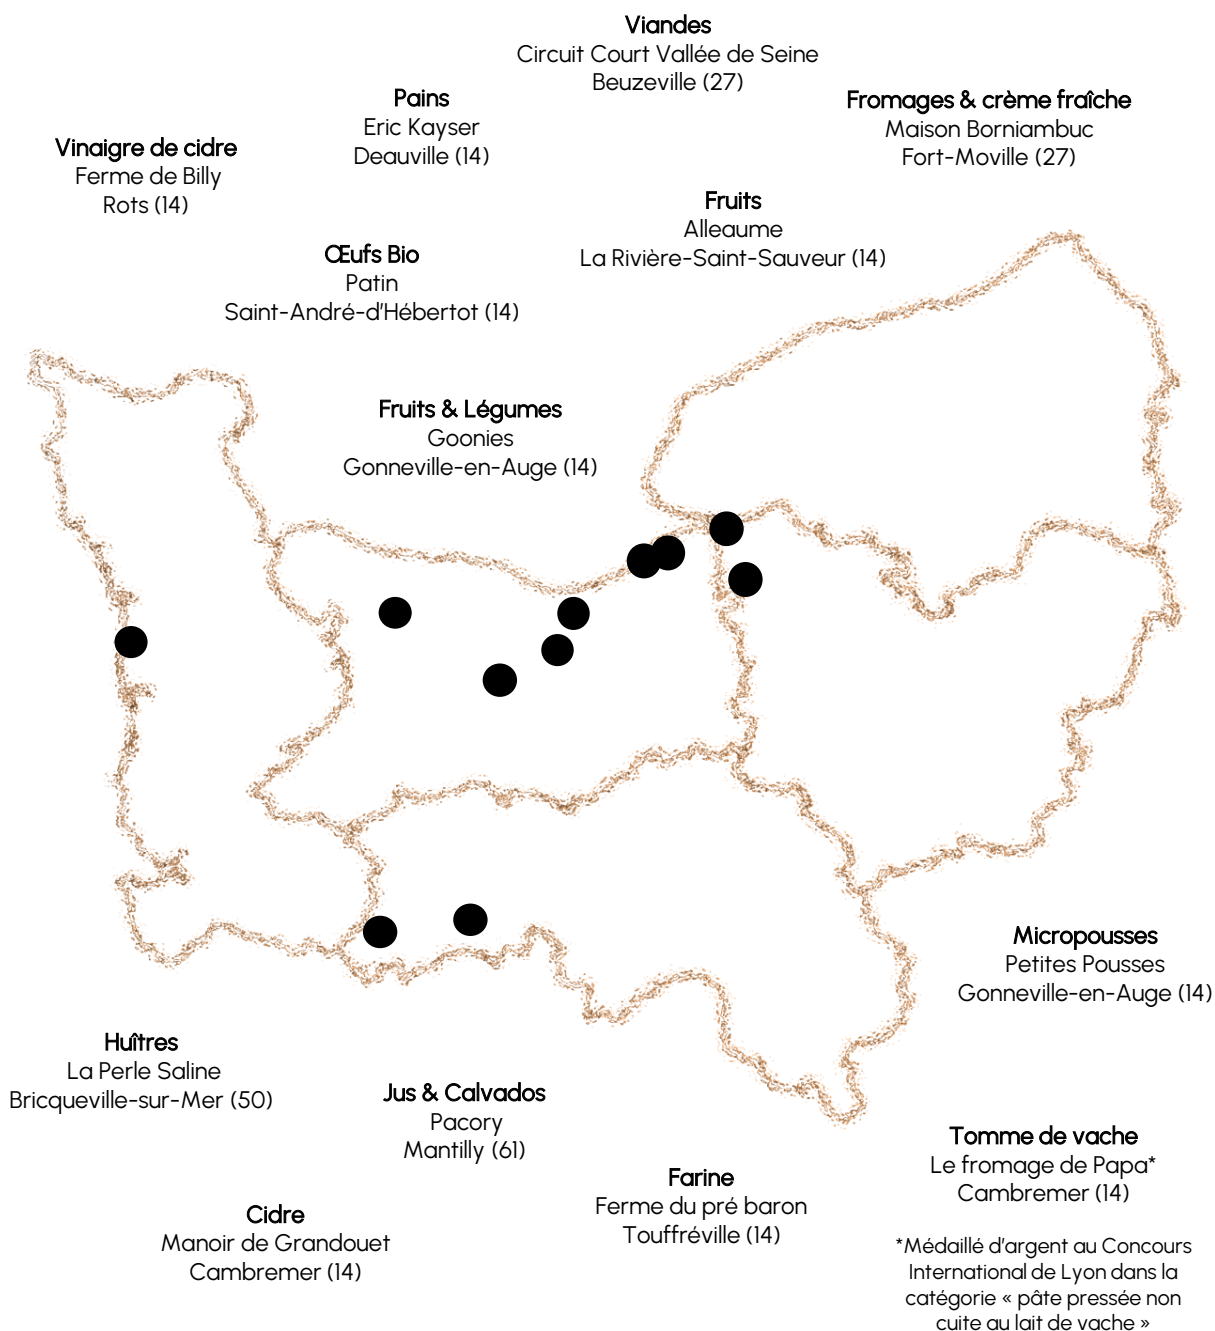 Viandes
Circuit Court Vallée de Seine
Beuzeville (27)
Pains
Eric Kayser
Deauville (14)
Fromages & crème fraîche
Maison Borniambuc
Fort-Moville (27)
Vinaigre de cidre
Ferme de Billy
Rots (14)
Fruits
Alleaume
La Rivière-Saint-Sauveur (14)
Œufs Bio
Patin
Saint-André-d'Hébertot (14)
Fruits & Légumes
Goonies
Gonneville-en-Auge (14)
Micropousses
Petites Pousses
Gonneville-en-Auge (14)
Huîtres
La Perle Saline
Bricqueville-sur-Mer (50)
Jus & Calvados
Pacory
Mantilly (61)
Tomme de vache
Le fromage de Papa*
Cambremer (14)
Farine
Ferme du pré baron
Touffréville (14)
Cidre
Manoir de Grandouet
Cambremer (14)
*Médaillé d'argent au Concours
International de Lyon dans la
catégorie « pâte pressée non
cuite au lait de vache »